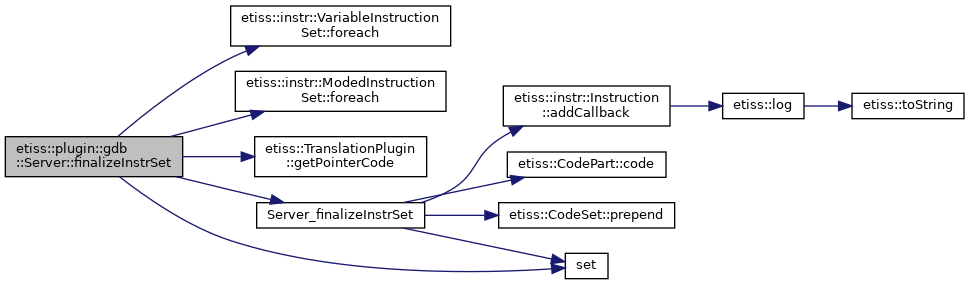 etiss::plugin::gdb
::Server::finalizeInstrSet
etiss::instr::VariableInstruction
Set::foreach
etiss::instr::ModedInstruction
Set::foreach
etiss::TranslationPlugin
::getPointerCode
Server_finalizeInstrSet
etiss::instr::Instruction
::addCallback
etiss::log
etiss::toString
etiss::CodePart::code
etiss::CodeSet::prepend
set